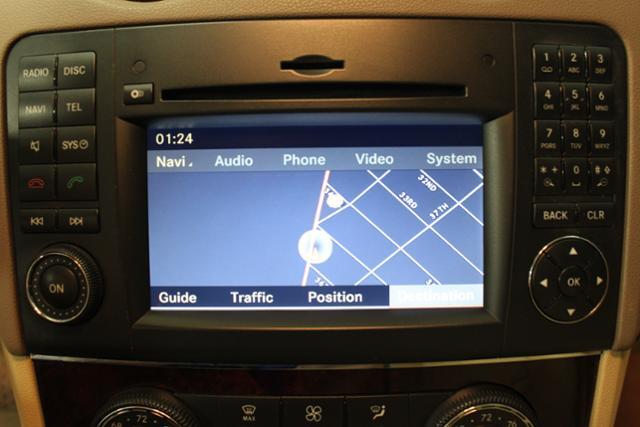 RADIO DISC
NAVI TEL
SYS
ON
01:24
Navi Audio Phone Video System
32ND
33RD
37TH
Guide Traffic Position Destination
1 2 ABC 3 DEF
4 GHI 5 JKL 6 MNO
7 PQRS 8 TUV 9 WXYZ
* + 0 #
BACK CLR
OK
72
MAX
72